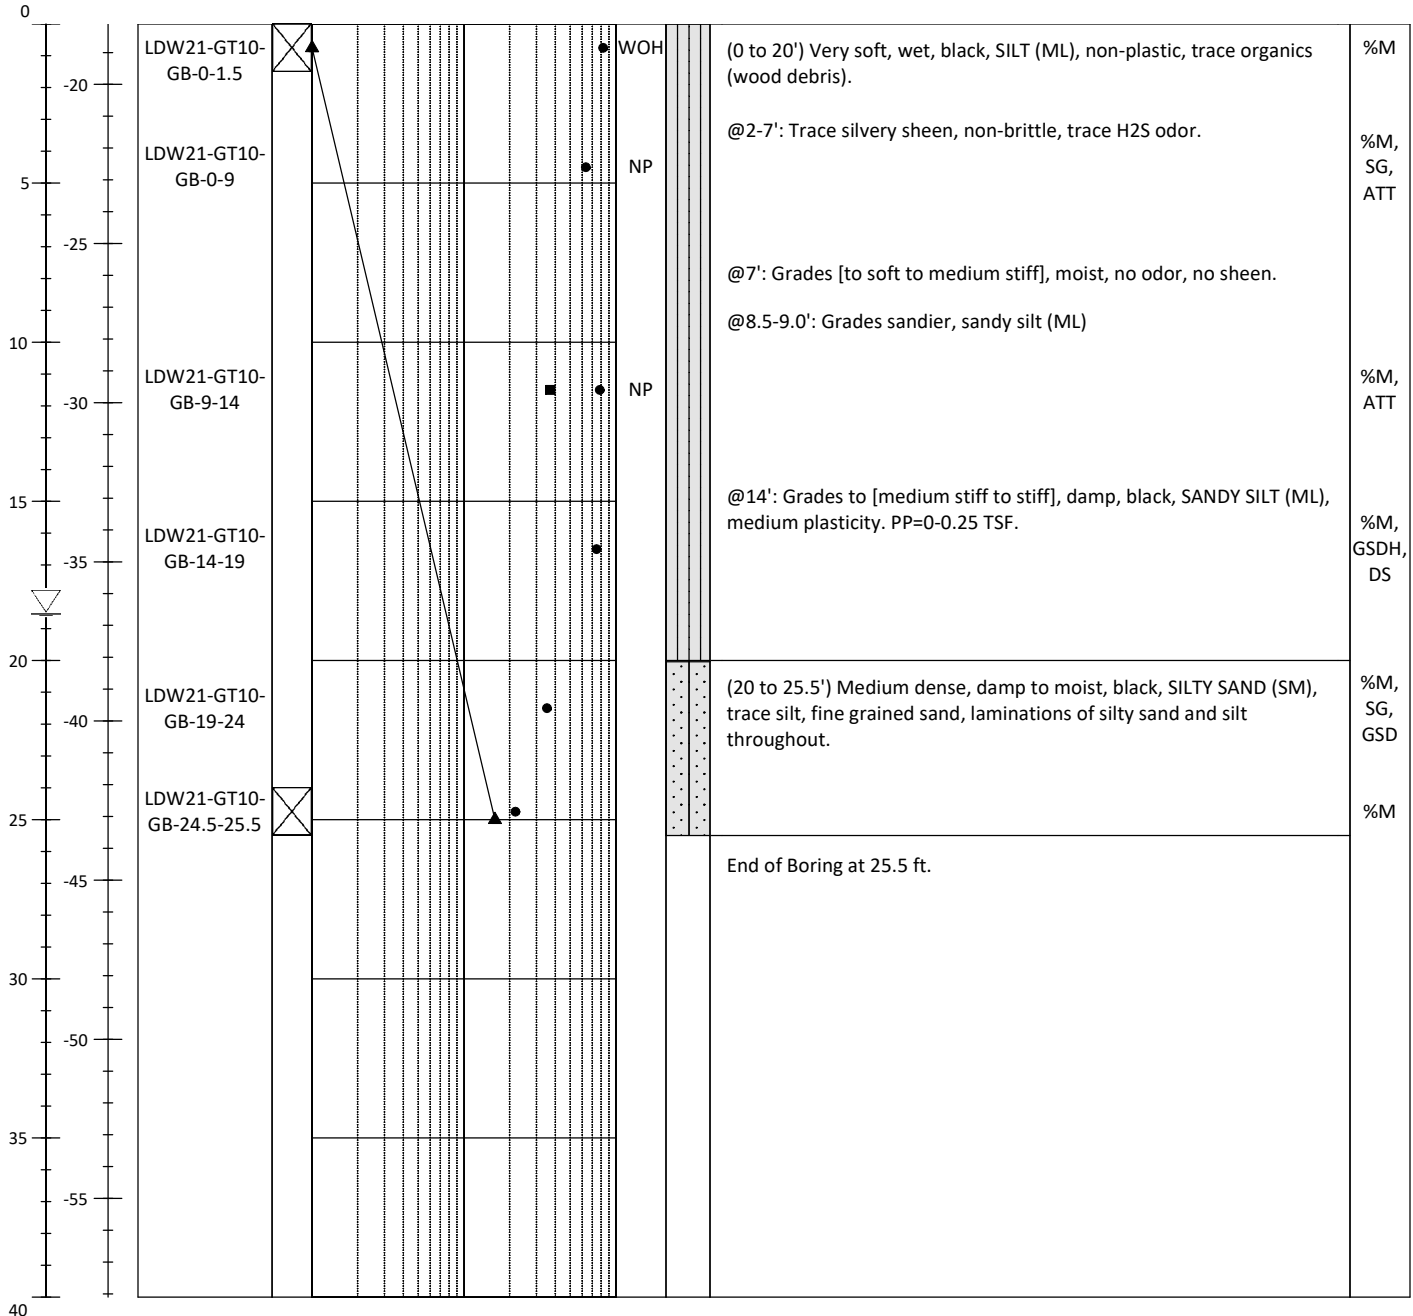 0
LDW21-GT10-
GB-0-1.5
WOH
(0 to 20') Very soft, wet, black, SILT (ML), non-plastic, trace organics
(wood debris).
%M
-20
@2-7': Trace silvery sheen, non-brittle, trace H2S odor.
LDW21-GT10-
GB-0-9
NP
%M,
SG,
ATT
5
-25
@7': Grades [to soft to medium stiff], moist, no odor, no sheen.
@8.5-9.0': Grades sandier, sandy silt (ML)
10
LDW21-GT10-
GB-9-14
NP
%M,
ATT
-30
15
@14': Grades to [medium stiff to stiff], damp, black, SANDY SILT (ML),
medium plasticity. PP=0-0.25 TSF.
LDW21-GT10-
GB-14-19
%M,
GSDH,
DS
-35
20
LDW21-GT10-
GB-19-24
(20 to 25.5') Medium dense, damp to moist, black, SILTY SAND (SM),
trace silt, fine grained sand, laminations of silty sand and silt
throughout.
%M,
SG,
GSD
-40
LDW21-GT10-
GB-24.5-25.5
%M
25
End of Boring at 25.5 ft.
-45
30
-50
35
-55
40